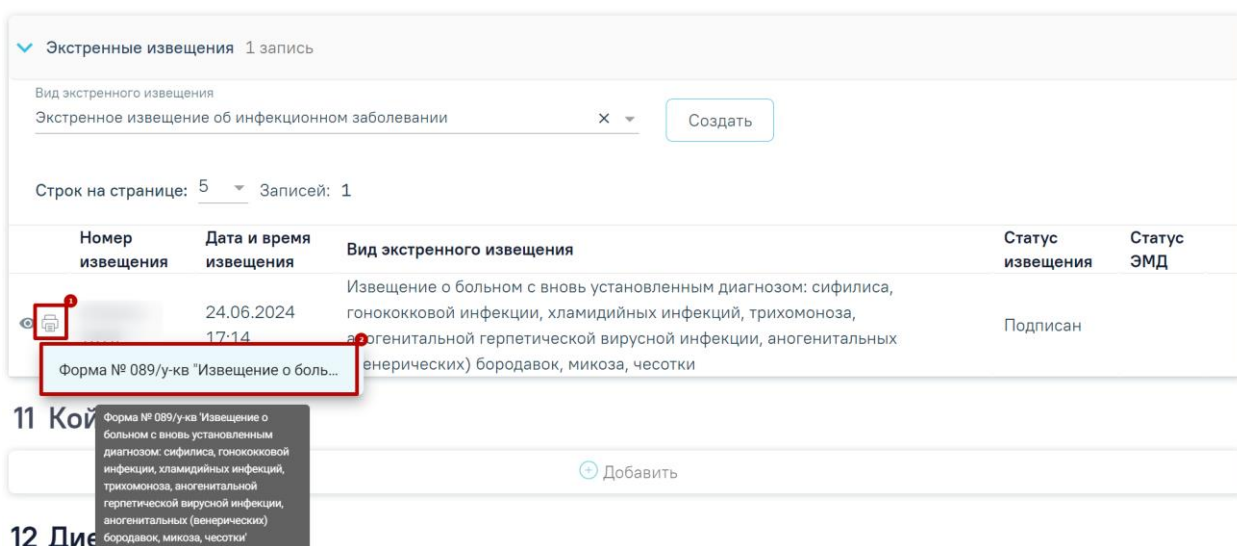 Экстренные извещения 1 запись
Вид экстренного извещения
Экстренное извещение об инфекционном заболевании
Создать
Строк на странице: 5 Записей: 1
Номер извещения
Дата и время извещения
Вид экстренного извещения
Статус извещения
Статус ЭМД
1
24.06.2024
17:14
Извещение о больном с вновь установленным диагнозом: сифилиса,
гонококковой инфекции, хламидийных инфекций, трихомоноза,
аногенитальной герпетической вирусной инфекции, аногенитальных
енерических) бородавок, микоза, чесотки
Подписан
2
Форма № 089/у-кв "Извещение о боль...
11 Кой
Форма № 089/у-кв 'Извещение о
больном с вновь установленным
диагнозом: сифилиса, гонококковой
инфекции, хламидийных инфекций,
трихомоноза, аногенитальной
герпетической вирусной инфекции,
аногенитальных (венерических)
бородавок, микоза, чесотки'
Добавить
12 Дие